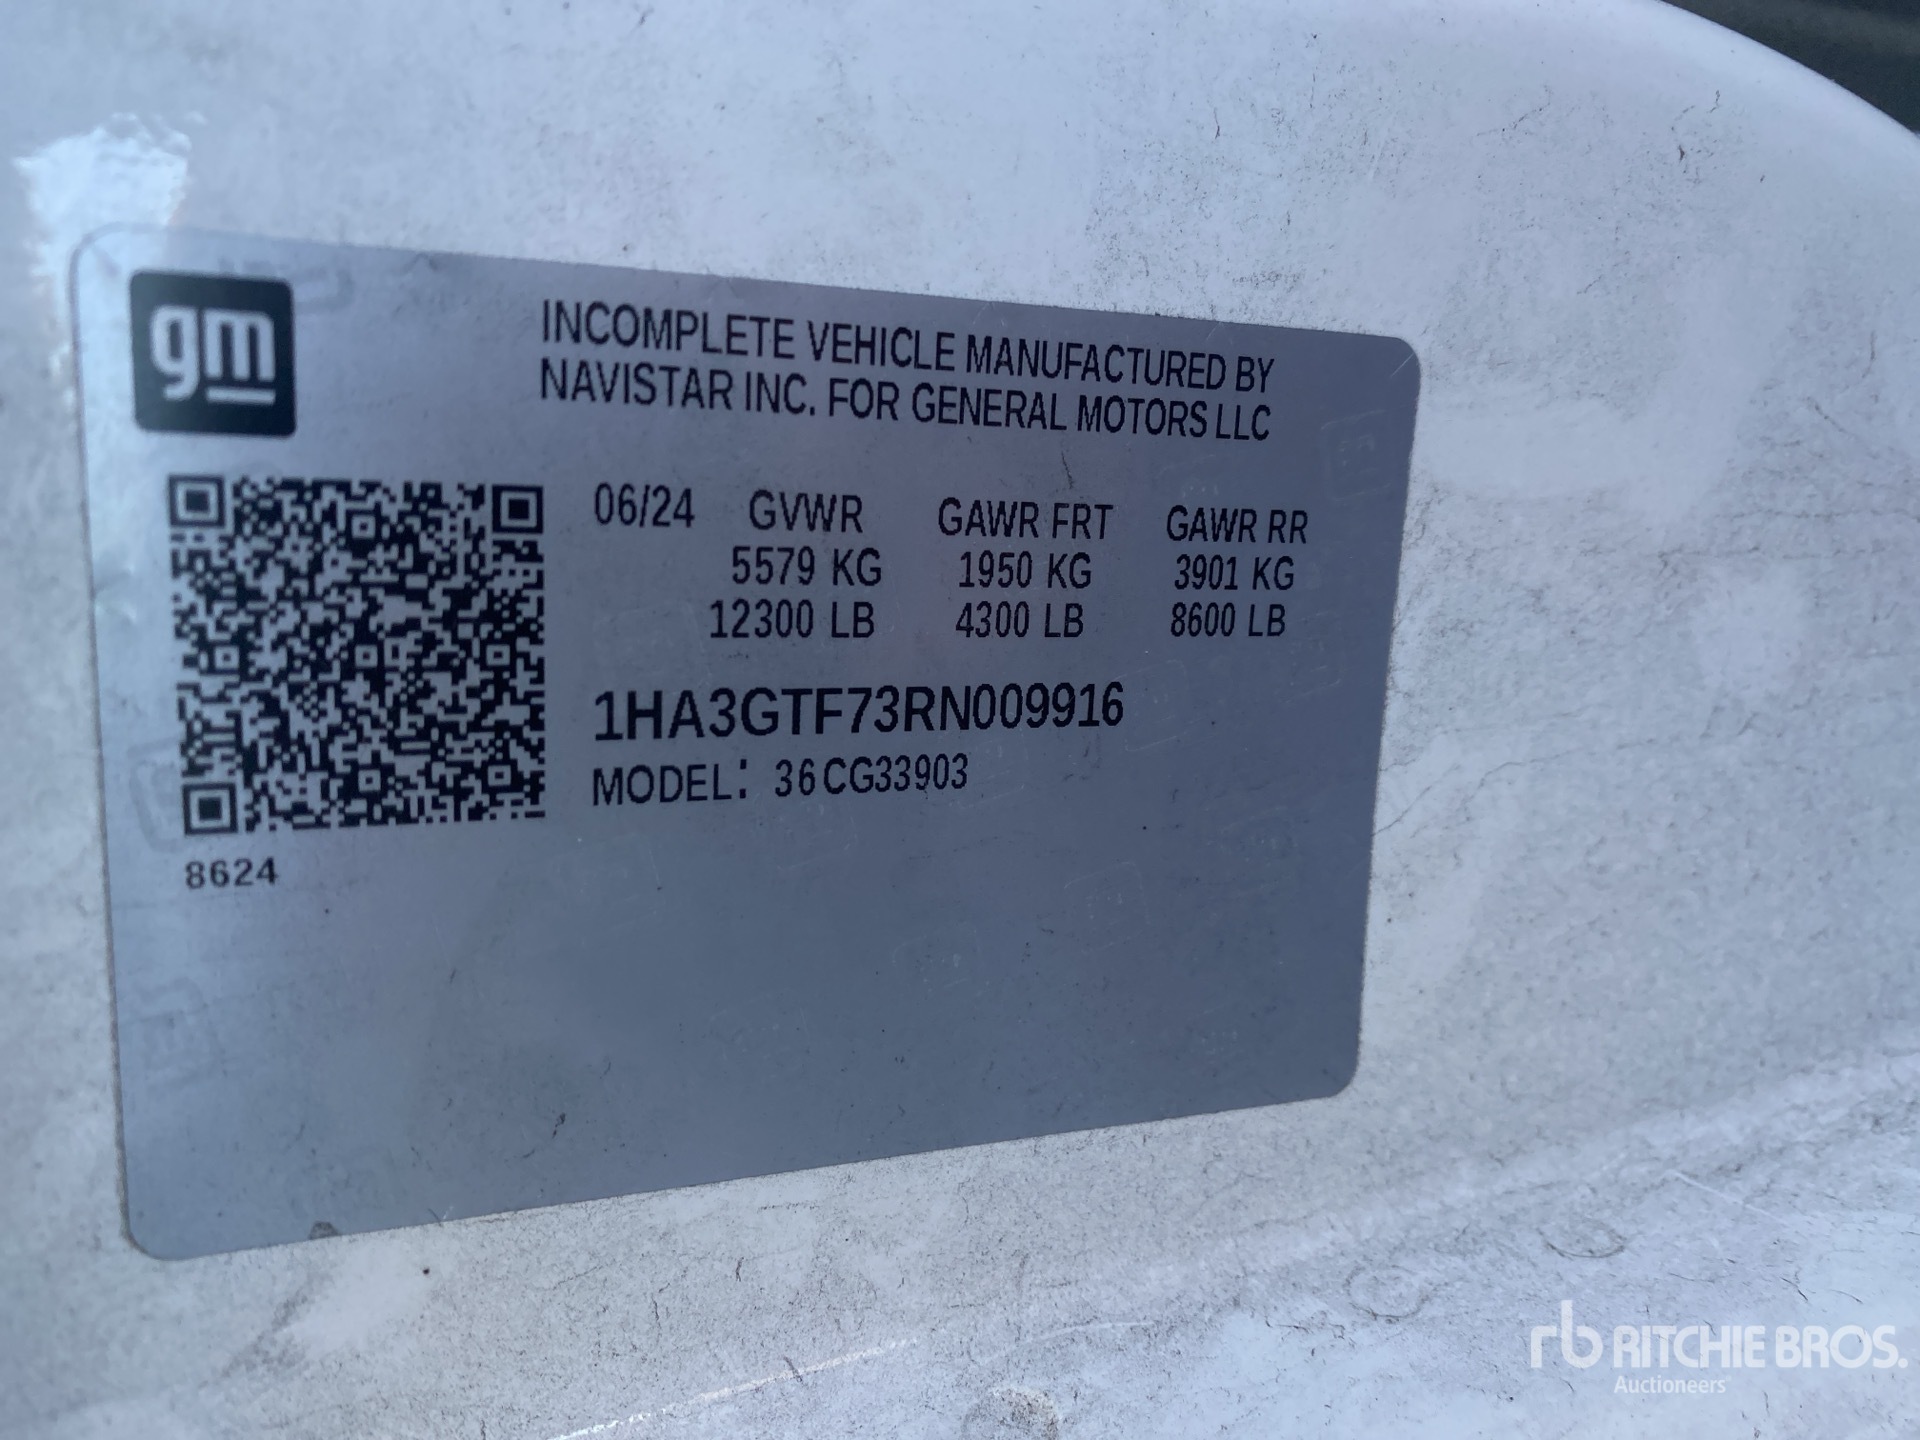 gm
INCOMPLETE VEHICLE MANUFACTURED BY
NAVISTAR INC. FOR GENERAL MOTORS LLC
06/24 GVWR GAWR FRT GAWR RR
5579 KG 1950 KG 3901 KG
12300 LB 4300 LB 8600 LB
1HA3GTF73RN009916
MODEL: 36CG33903
8624
rb RITCHIE BROS.
Auctioneers